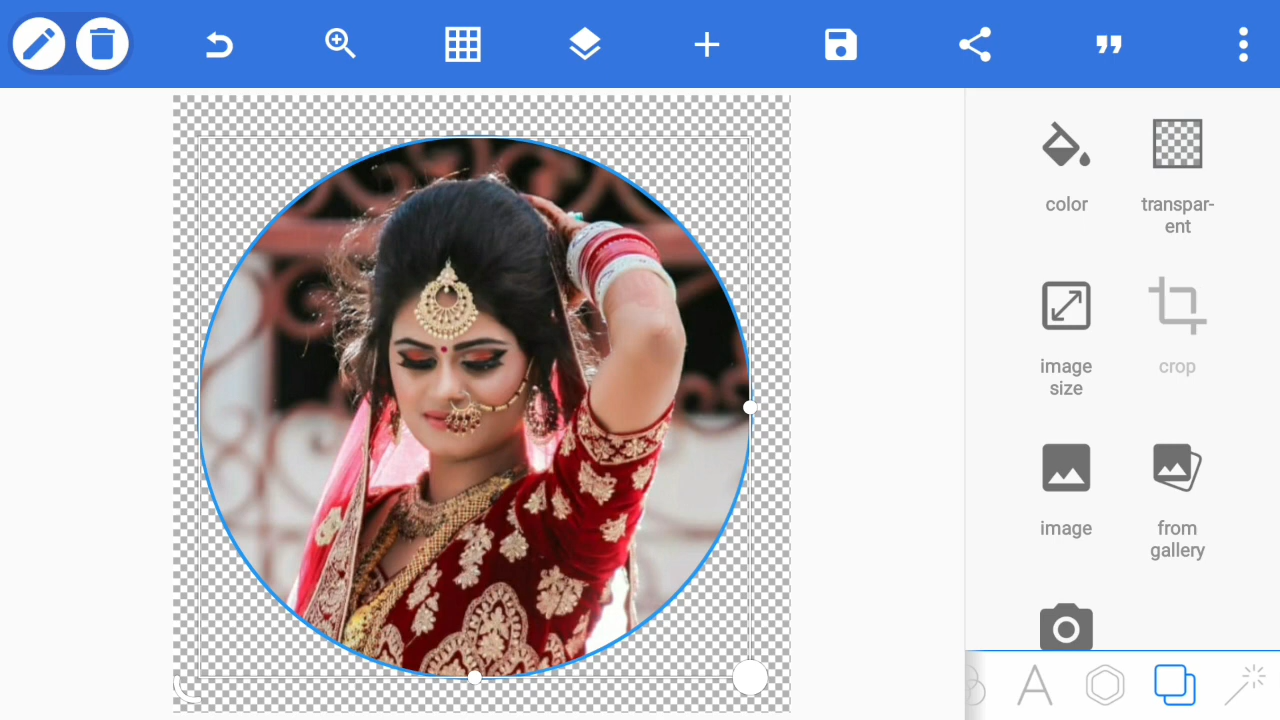 color
transpar-
ent
image
size
crop
image
from
gallery